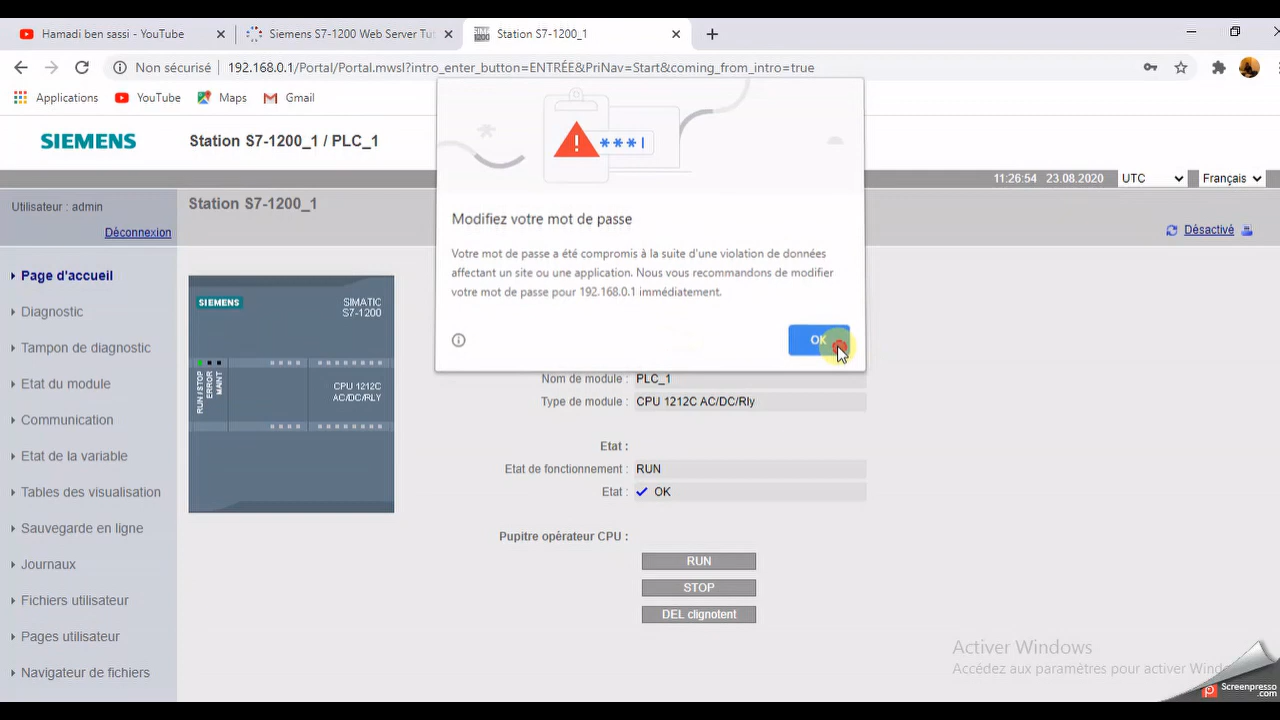 Hamadi ben sassi - YouTube
Siemens S7-1200 Web Server Tut
Station S7-1200_1
Non sécurisé
192.168.0.1/Portal/Portal.mwsl?intro_enter_button=ENTRÉE&PriNav=Start&coming_from_intro=true
Applications
YouTube
Maps
Gmail
SIEMENS
Station S7-1200_1 / PLC_1
11:26:54 23.08.2020
UTC
Français
Utilisateur : admin
Déconnexion
Station S7-1200_1
Désactivé
***|
Modifiez votre mot de passe
Votre mot de passe a été compromis à la suite d'une violation de données
affectant un site ou une application. Nous vous recommandons de modifier
votre mot de passe pour 192.168.0.1 immédiatement.
OK
Page d'accueil
Diagnostic
Tampon de diagnostic
Etat du module
Communication
Etat de la variable
Tables des visualisation
Sauvegarde en ligne
Journaux
Fichiers utilisateur
Pages utilisateur
Navigateur de fichiers
SIEMENS
SIMATIC
S7-1200
RUN / STOP
ERROR
MAINT
CPU 1212C
AC/DC/RLY
Nom de module : PLC_1
Type de module : CPU 1212C AC/DC/Rly
Etat :
Etat de fonctionnement : RUN
Etat : OK
Pupitre opérateur CPU :
RUN
STOP
DEL clignotent
Activer Windows
Accédez aux paramètres pour activer
Screenpresso
.com